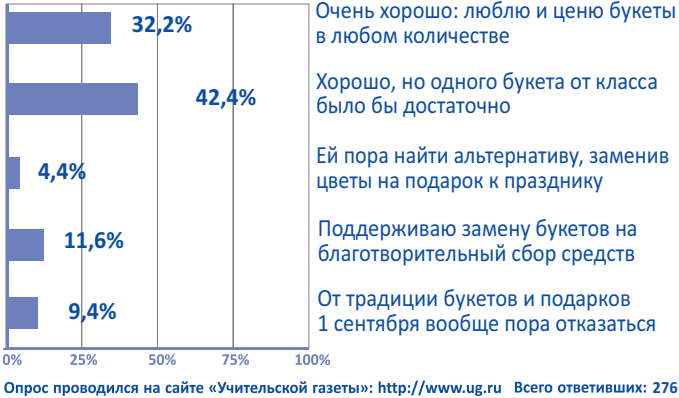 32,2%
Очень хорошо: люблю и ценю букеты
в любом количестве
42,4%
Хорошо, но одного букета от класса
было бы достаточно
4,4%
Ей пора найти альтернативу, заменив
цветы на подарок к празднику
11,6%
Поддерживаю замену букетов на
благотворительный сбор средств
9,4%
От традиции букетов и подарков
1 сентября вообще пора отказаться
0% 25% 50% 75% 100%
Опрос проводился на сайте «Учительской газеты»: http://www.ug.ru Всего ответивших: 276